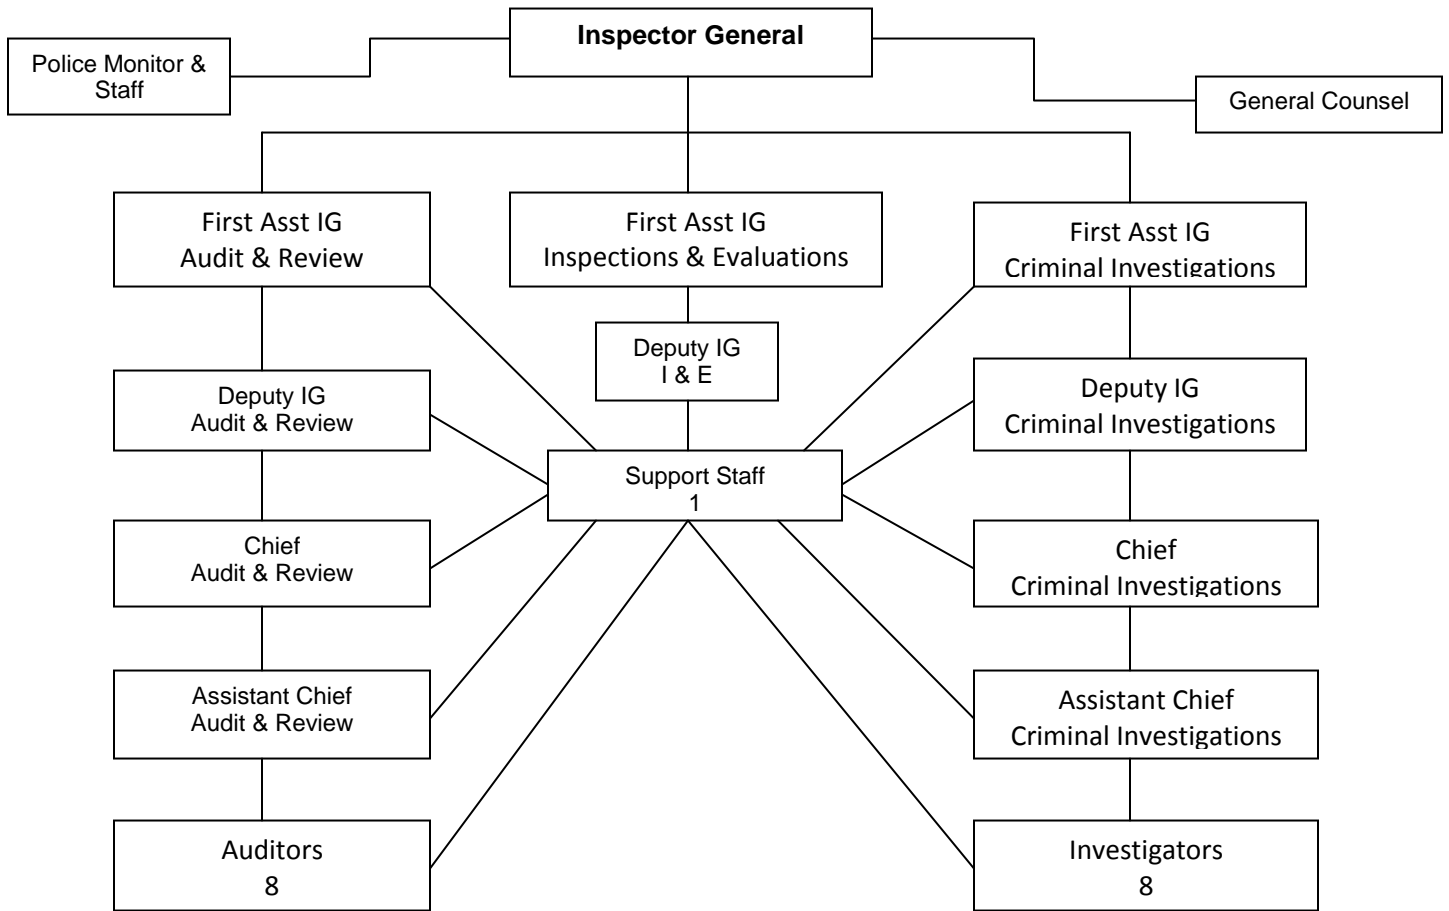 Inspector General
Police Monitor &
Staff
General Counsel
First Asst IG
Audit & Review
First Asst IG
Inspections & Evaluations
First Asst IG
Criminal Investigations
Deputy IG
I & E
Deputy IG
Audit & Review
Deputy IG
Criminal Investigations
Support Staff
1
Chief
Audit & Review
Chief
Criminal Investigations
Assistant Chief
Audit & Review
Assistant Chief
Criminal Investigations
Auditors
8
Investigators
8